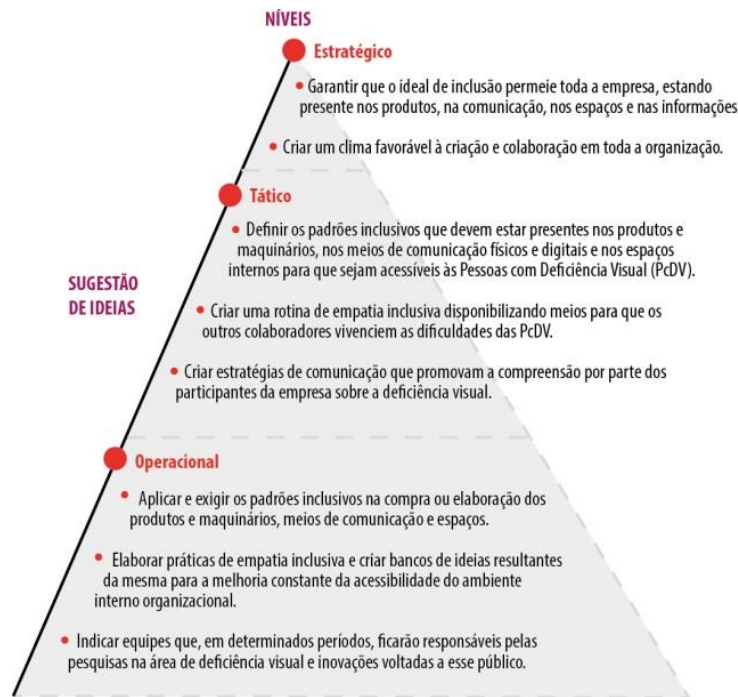 NÍVEIS
Estratégico
• Garantir que o ideal de inclusão permeie toda a empresa, estando
presente nos produtos, na comunicação, nos espaços e nas informações
• Criar um clima favorável à criação e colaboração em toda a organização.
Tático
• Definir os padrões inclusivos que devem estar presentes nos produtos e
maquinários, nos meios de comunicação físicos e digitais e nos espaços
internos para que sejam acessíveis às Pessoas com Deficiência Visual (PcDV).
SUGESTÃO
DE IDEIAS
• Criar uma rotina de empatia inclusiva disponibilizando meios para que os
outros colaboradores vivenciem as dificuldades das PcDV.
• Criar estratégias de comunicação que promovam a compreensão por parte dos
participantes da empresa sobre a deficiência visual.
Operacional
• Aplicar e exigir os padrões inclusivos na compra ou elaboração dos
produtos e maquinários, meios de comunicação e espaços.
• Elaborar práticas de empatia inclusiva e criar bancos de ideias resultantes
da mesma para a melhoria constante da acessibilidade do ambiente
interno organizacional.
• Indicar equipes que, em determinados períodos, ficarão responsáveis pelas
pesquisas na área de deficiência visual e inovações voltadas a esse público.